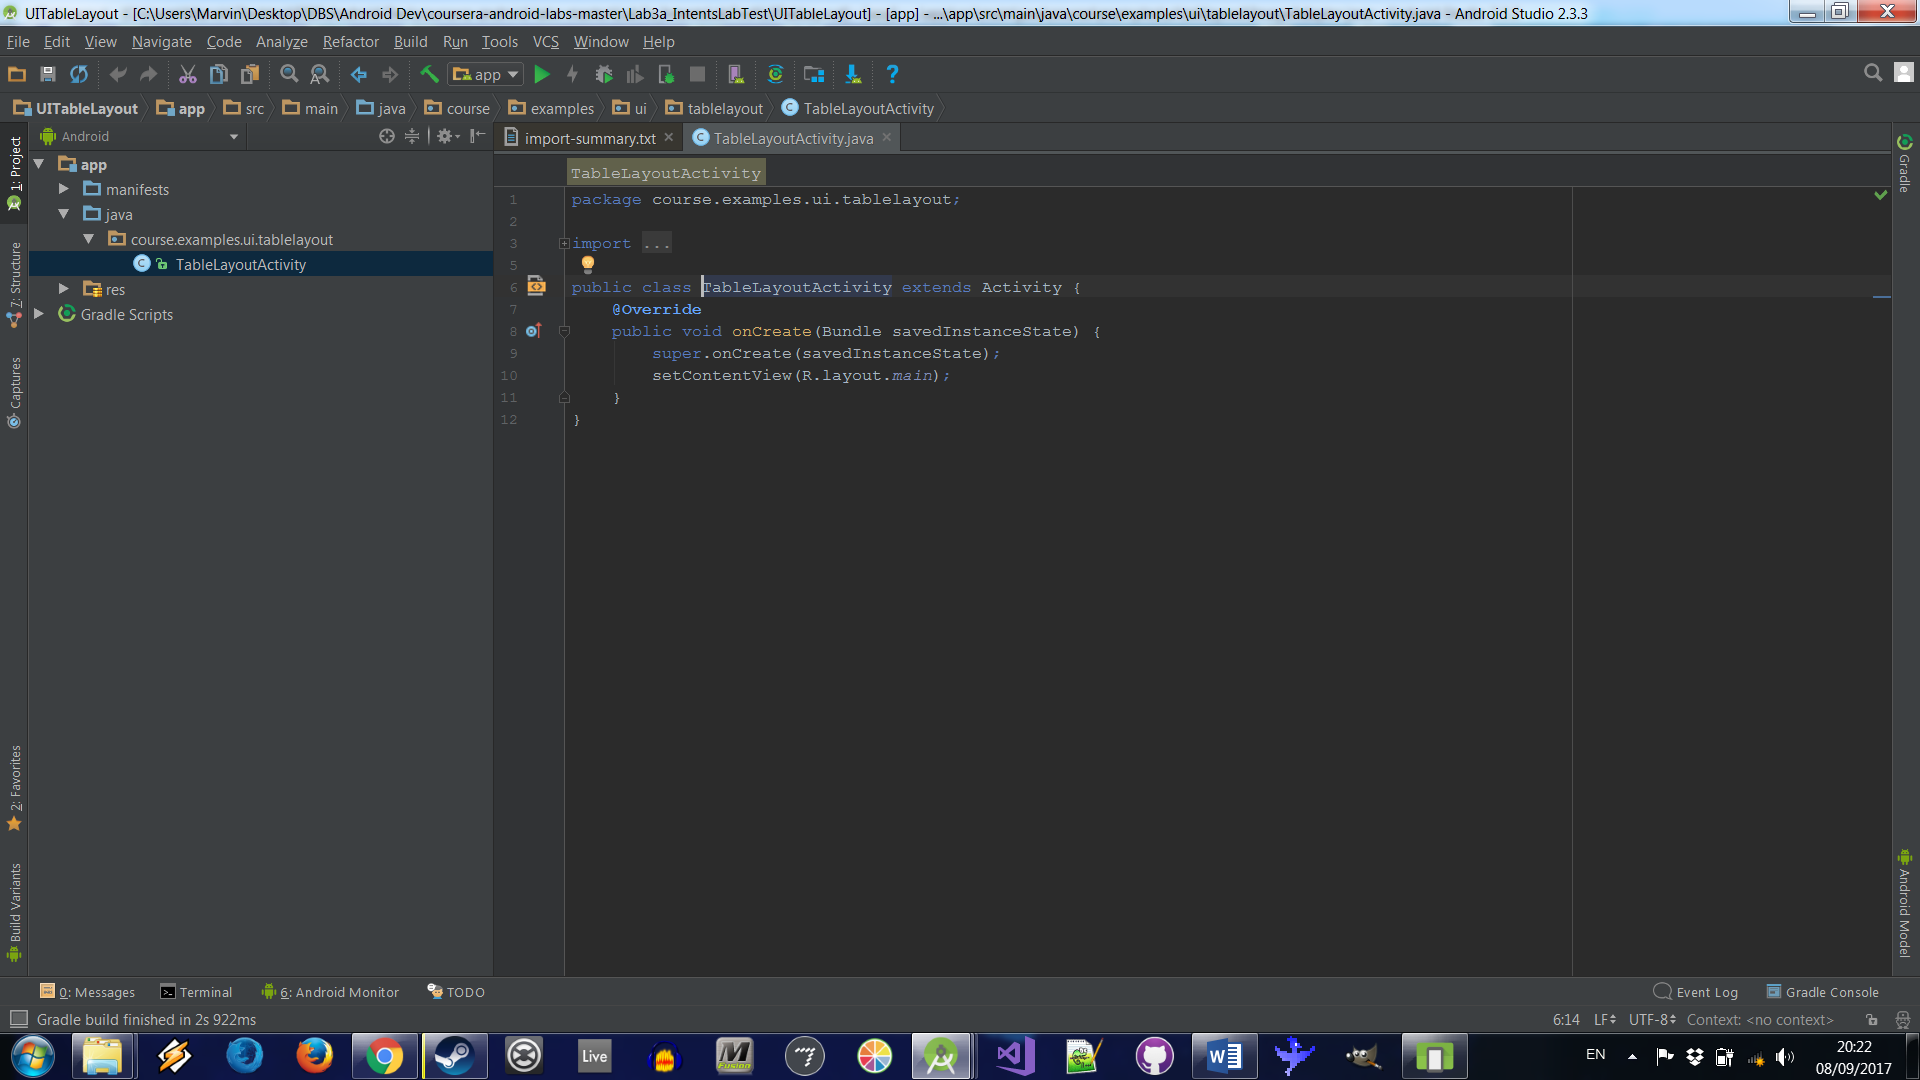 UITableLayout - [C:\Users\Marvin\Desktop\DBS\Android Dev\coursera-android-labs-master\Lab3a_IntentsLabTest\UITableLayout] - [app] - ...\app\src\main\java\course\examples\ui\tablelayout\TableLayoutActivity.java - Android Studio 2.3.3
File Edit View Navigate Code Analyze Refactor Build Run Tools VCS Window Help
app
UITableLayout app src main java course examples ui tablelayout TableLayoutActivity
Android
import-summary.txt TableLayoutActivity.java
1: Project
7: Structure
Captures
2: Favorites
Build Variants
app
manifests
java
course.examples.ui.tablelayout
TableLayoutActivity
res
Gradle Scripts
TableLayoutActivity
1 package course.examples.ui.tablelayout;
2
3 import ...
5
6 public class TableLayoutActivity extends Activity {
7 @Override
8 public void onCreate(Bundle savedInstanceState) {
9 super.onCreate(savedInstanceState);
10 setContentView(R.layout.main);
11 }
12 }
Gradle
Android Model
0: Messages Terminal 6: Android Monitor TODO Event Log Gradle Console
Gradle build finished in 2s 922ms 6:14 LF UTF-8 Context: <no context>
Live Fusion EN 20:22
08/09/2017